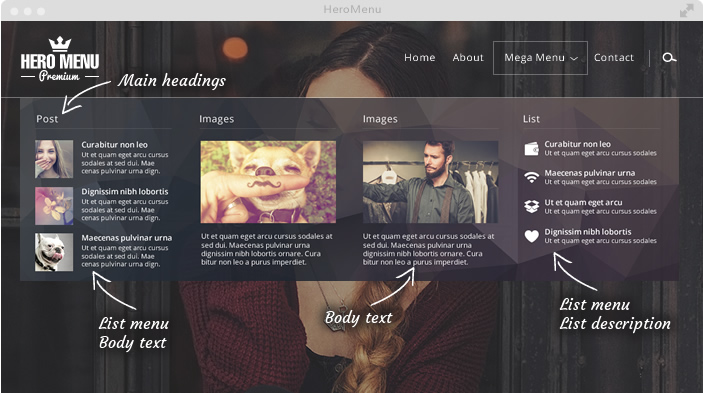 HeroMenu
HERO MENU
Premium
Home About Mega Menu Contact
Main headings
Post
Curabitur non leo
Ut et quam eget arcu cursus
sodales at sed dui. Mae
cenas pulvinar urna dign.
Dignissim nibh lobortis
Ut et quam eget arcu cursus
sodales at sed dui. Mae
cenas pulvinar urna dign.
Maecenas pulvinar urna
Ut et quam eget arcu cursus
sodales at sed dui. Mae
cenas pulvinar urna dign.
Images
Ut et quam eget arcu cursus sodales at
sed dui. Maecenas pulvinar urna
dignissim nibh lobortis ornare. Cura
bitur non leo a purus imperdiet.
Images
Ut et quam eget arcu cursus sodales at
sed dui. Maecenas pulvinar urna
dignissim nibh lobortis ornare. Cura
bitur non leo a purus imperdiet.
List
Curabitur non leo
Ut et quam eget arcu cursus sodales
Maecenas pulvinar urna
Ut et quam eget arcu cursus sodales
Ut et quam eget arcu
Ut et quam eget arcu cursus sodales
Dignissim nibh lobortis
Ut et quam eget arcu cursus sodales
List menu
Body text
Body text
List menu
List description